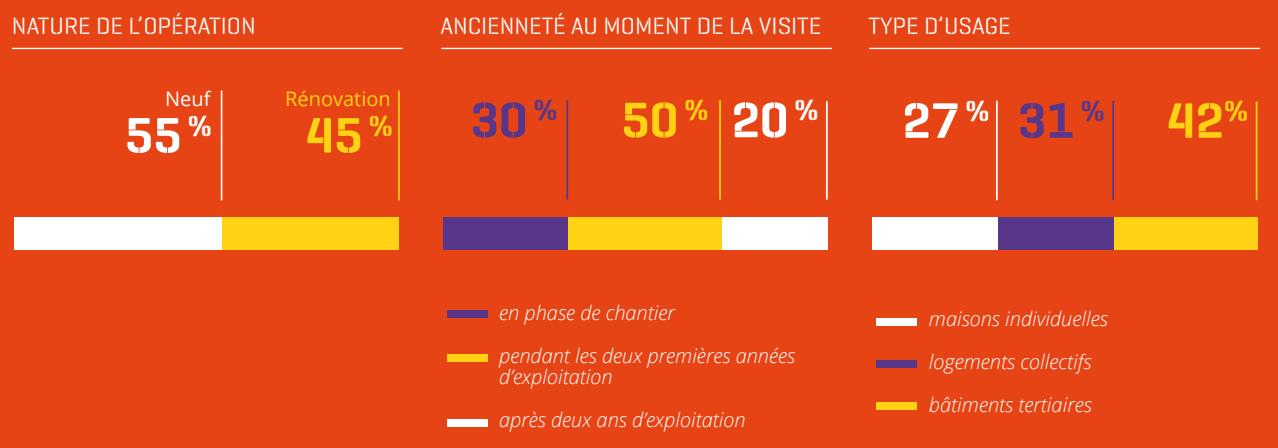 NATURE DE L'OPÉRATION
Neuf
55 %
Rénovation
45 %
ANCIENNETÉ AU MOMENT DE LA VISITE
30 %
50 %
20 %
en phase de chantier
pendant les deux premières années
d'exploitation
après deux ans d'exploitation
TYPE D'USAGE
27 %
31 %
42%
maisons individuelles
logements collectifs
bâtiments tertiaires